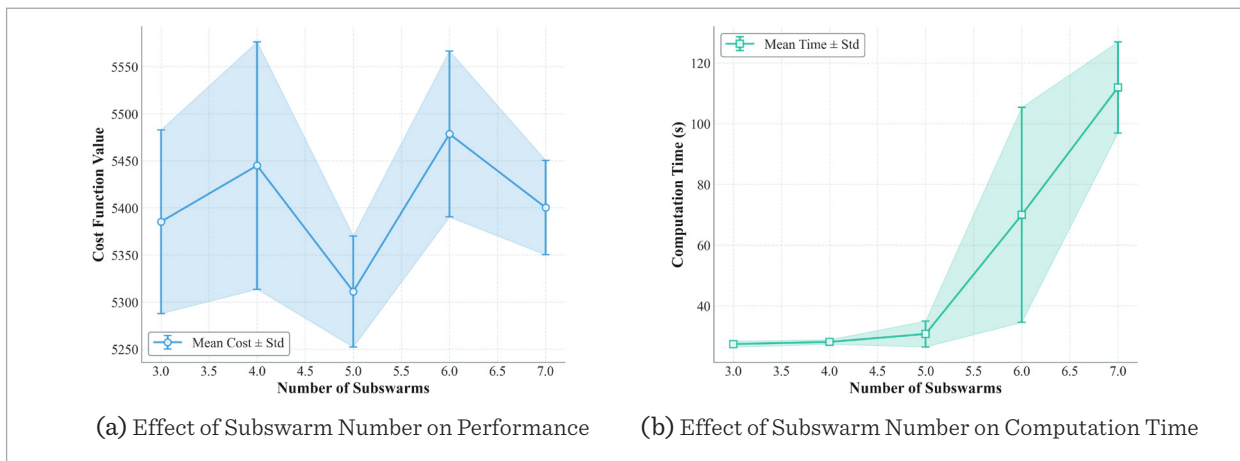 5550
5500
5450
5400
5350
5300
5250
Cost Function Value
Mean Cost ± Std
3.0 3.5 4.0 4.5 5.0 5.5 6.0 6.5 7.0
Number of Subswarms
(a) Effect of Subswarm Number on Performance
Mean Time ± Std
120
100
80
60
40
Computation Time (s)
3.0 3.5 4.0 4.5 5.0 5.5 6.0 6.5 7.0
Number of Subswarms
(b) Effect of Subswarm Number on Computation Time